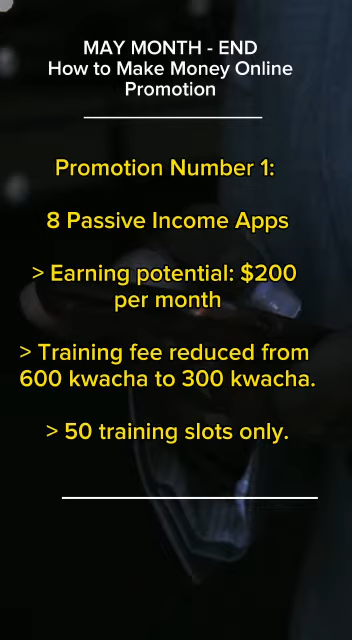 MAY MONTH - END
How to Make Money Online
Promotion
Promotion Number 1:
8 Passive Income Apps
> Earning potential: $200
per month
> Training fee reduced from
600 kwacha to 300 kwacha.
> 50 training slots only.